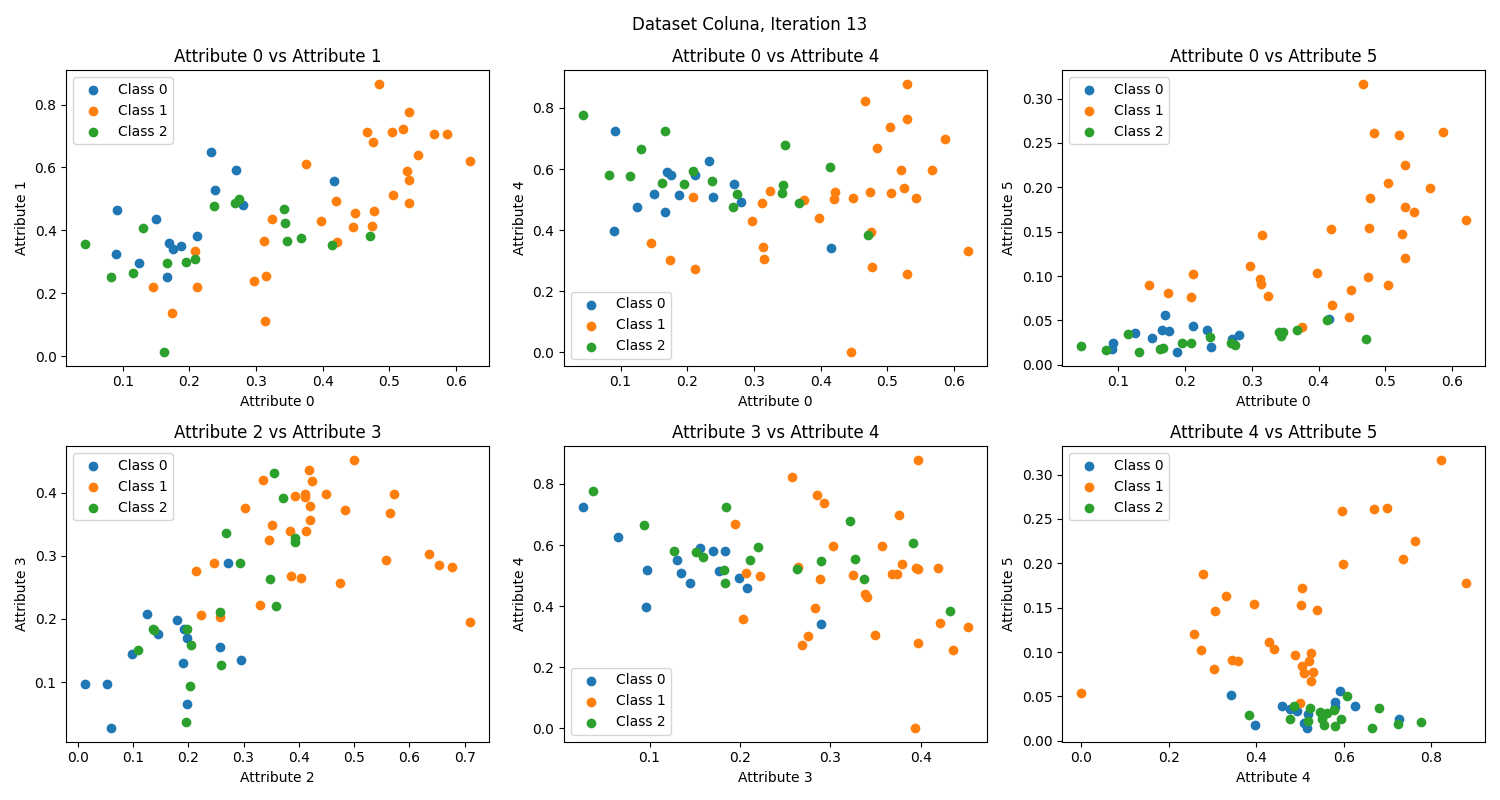 Dataset Coluna, Iteration 13
Attribute 0 vs Attribute 1
Class 0
Class 1
Class 2
0.8
0.6
0.4
0.2
0.0
Attribute 1
0.1 0.2 0.3 0.4 0.5 0.6
Attribute 0
Attribute 0 vs Attribute 4
Class 0
Class 1
Class 2
0.8
0.6
0.4
0.2
0.0
Attribute 4
0.1 0.2 0.3 0.4 0.5 0.6
Attribute 0
Attribute 0 vs Attribute 5
Class 0
Class 1
Class 2
0.30
0.25
0.20
0.15
0.10
0.05
0.00
Attribute 5
0.1 0.2 0.3 0.4 0.5 0.6
Attribute 0
Attribute 2 vs Attribute 3
Class 0
Class 1
Class 2
0.4
0.3
0.2
0.1
Attribute 3
0.0 0.1 0.2 0.3 0.4 0.5 0.6 0.7
Attribute 2
Attribute 3 vs Attribute 4
Class 0
Class 1
Class 2
0.8
0.6
0.4
0.2
0.0
Attribute 4
0.1 0.2 0.3 0.4
Attribute 3
Attribute 4 vs Attribute 5
Class 0
Class 1
Class 2
0.30
0.25
0.20
0.15
0.10
0.05
0.00
Attribute 5
0.0 0.2 0.4 0.6 0.8
Attribute 4